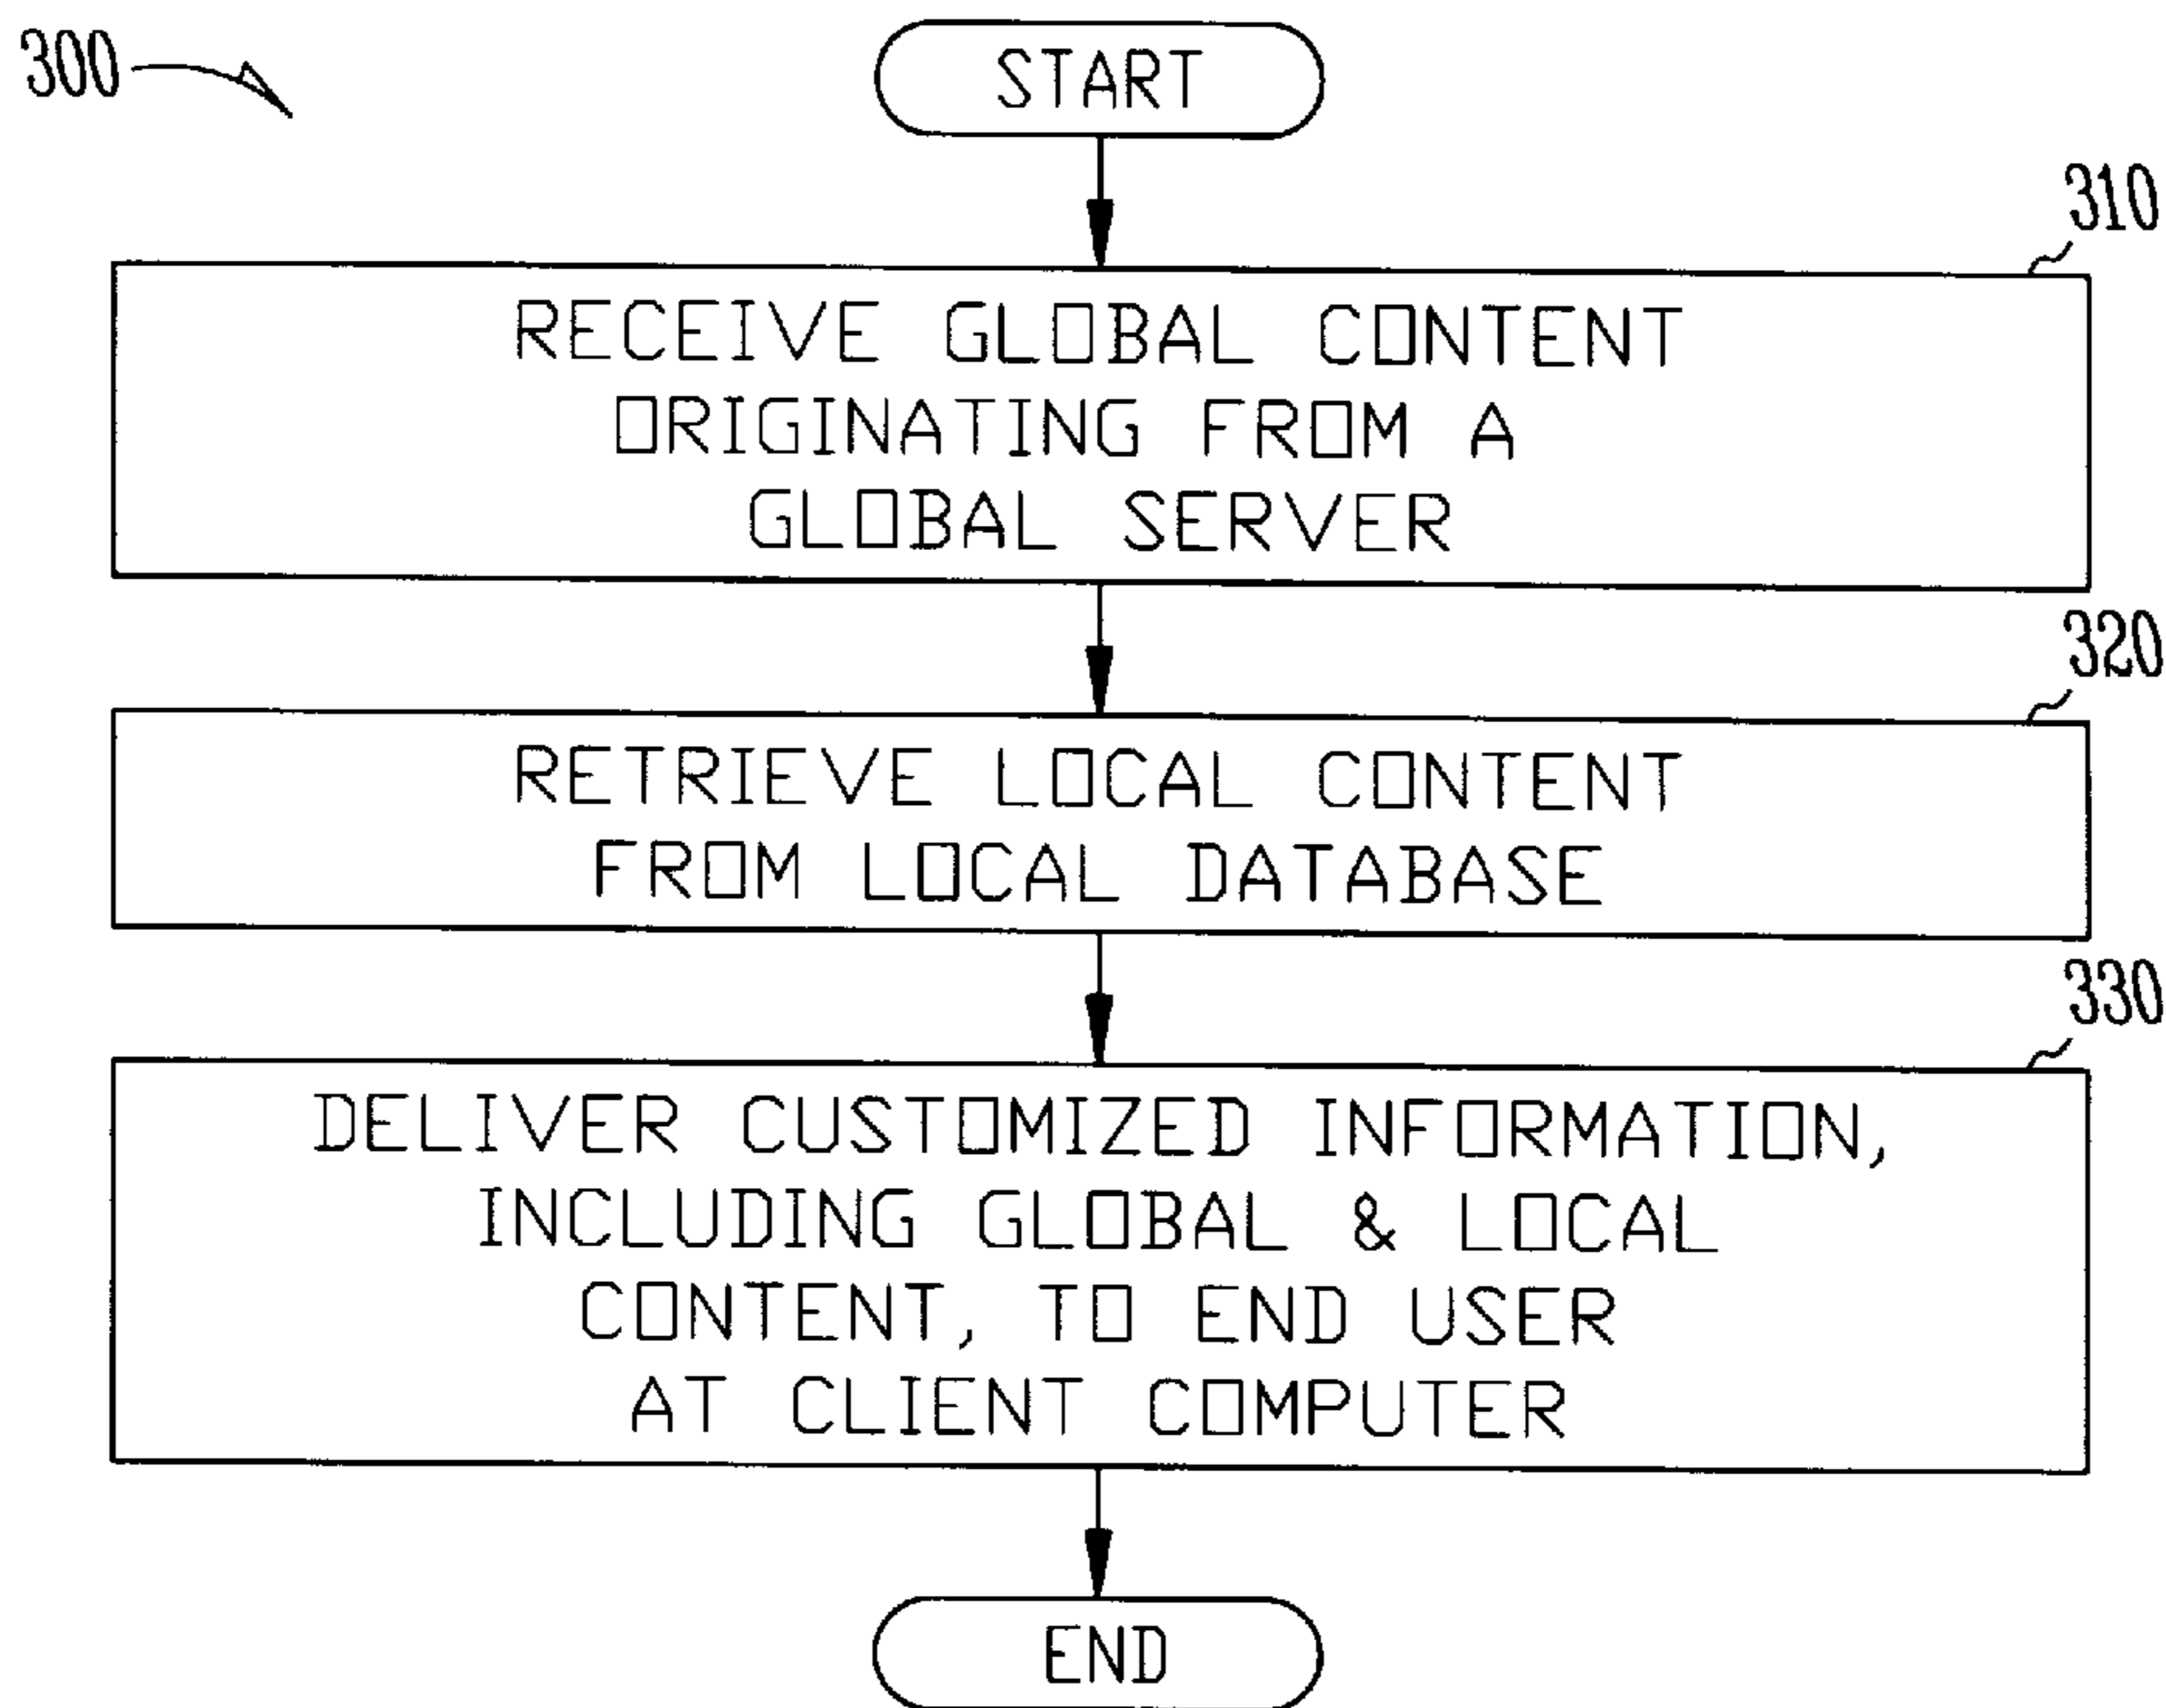 300
START
310
RECEIVE GLOBAL CONTENT
ORIGINATING FROM A
GLOBAL SERVER
320
RETRIEVE LOCAL CONTENT
FROM LOCAL DATABASE
330
DELIVER CUSTOMIZED INFORMATION,
INCLUDING GLOBAL & LOCAL
CONTENT, TO END USER
AT CLIENT COMPUTER
END